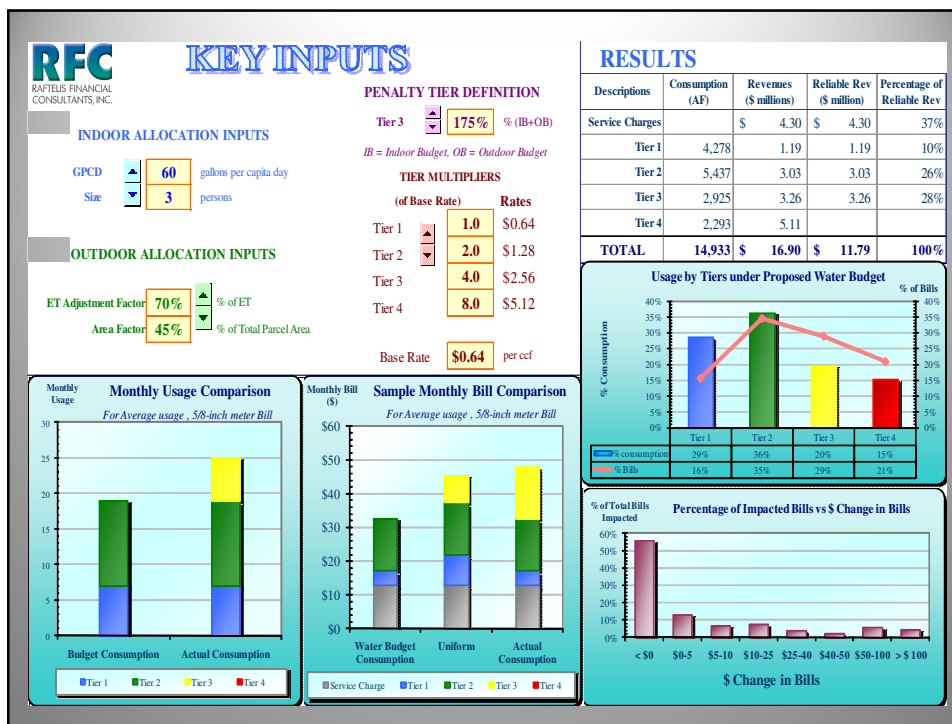 RFC
RAFTELIS FINANCIAL
CONSULTANTS, INC.
KEY INPUTS
INDOOR ALLOCATION INPUTS
GPCD 60 gallons per capita day
Size 3 persons
OUTDOOR ALLOCATION INPUTS
ET Adjustment Factor 70% % of ET
Area Factor 45% % of Total Parcel Area
PENALTY TIER DEFINITION
Tier 3 175% % (IB+OB)
IB = Indoor Budget, OB = Outdoor Budget
TIER MULTIPLIERS
(of Base Rate) Rates
Tier 1 1.0 $0.64
Tier 2 2.0 $1.28
Tier 3 4.0 $2.56
Tier 4 8.0 $5.12
Base Rate $0.64 per ccf
RESULTS
Descriptions Consumption (AF) Revenues ($ millions) Reliable Rev ($ million) Percentage of Reliable Rev
Service Charges $ 4.30 $ 4.30 37%
Tier 1 4,278 1.19 1.19 10%
Tier 2 5,437 3.03 3.03 26%
Tier 3 2,925 3.26 3.26 28%
Tier 4 2,293 5.11
TOTAL 14,933 $ 16.90 $ 11.79 100%
Usage by Tiers under Proposed Water Budget
% of Bills
% Consumption
40% 40%
35% 35%
30% 30%
25% 25%
20% 20%
15% 15%
10% 10%
5% 5%
0% 0%
Tier 1 Tier 2 Tier 3 Tier 4
% consumption 29% 36% 20% 15%
% Bills 16% 35% 29% 21%
Monthly Usage
Monthly Usage Comparison
For Average usage , 5/8-inch meter Bill
30
25
20
15
10
5
0
Budget Consumption Actual Consumption
Tier 1 Tier 2 Tier 3 Tier 4
Monthly Bill ($)
Sample Monthly Bill Comparison
For Average usage , 5/8-inch meter Bill
$60
$50
$40
$30
$20
$10
$0
Water Budget Consumption Uniform Actual Consumption
Service Charge Tier 1 Tier 2 Tier 3 Tier 4
% of Total Bills Impacted
Percentage of Impacted Bills vs $ Change in Bills
60%
50%
40%
30%
20%
10%
0%
< $0 $0-5 $5-10 $10-25 $25-40 $40-50 $50-100 > $ 100
$ Change in Bills